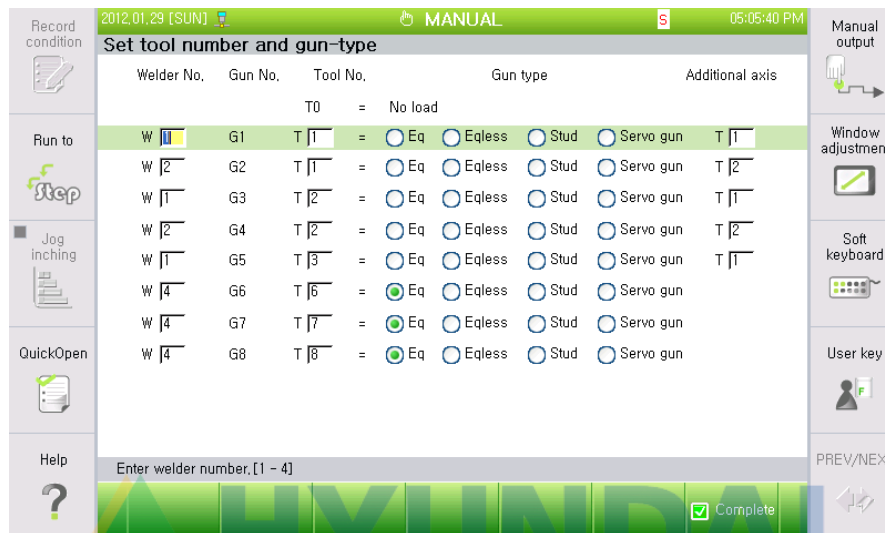 Record condition
2012,01,29 [SUN] MANUAL S 05:05:40 PM
Manual output
Set tool number and gun-type
Welder No, Gun No, Tool No, Gun type Additional axis
T0 = No load
W 1 G1 T 1 = Eq Eqless Stud Servo gun T 1
W 2 G2 T 1 = Eq Eqless Stud Servo gun T 2
W 1 G3 T 2 = Eq Eqless Stud Servo gun T 1
W 2 G4 T 2 = Eq Eqless Stud Servo gun T 2
W 1 G5 T 3 = Eq Eqless Stud Servo gun T 1
W 4 G6 T 6 = Eq Eqless Stud Servo gun
W 4 G7 T 7 = Eq Eqless Stud Servo gun
W 4 G8 T 8 = Eq Eqless Stud Servo gun
Run to
Step
Jog inching
QuickOpen
Help
?
Window adjustmen
Soft keyboard
User key
F
PREV/NEX
Enter welder number,[1 - 4]
Complete
HYUNDAI